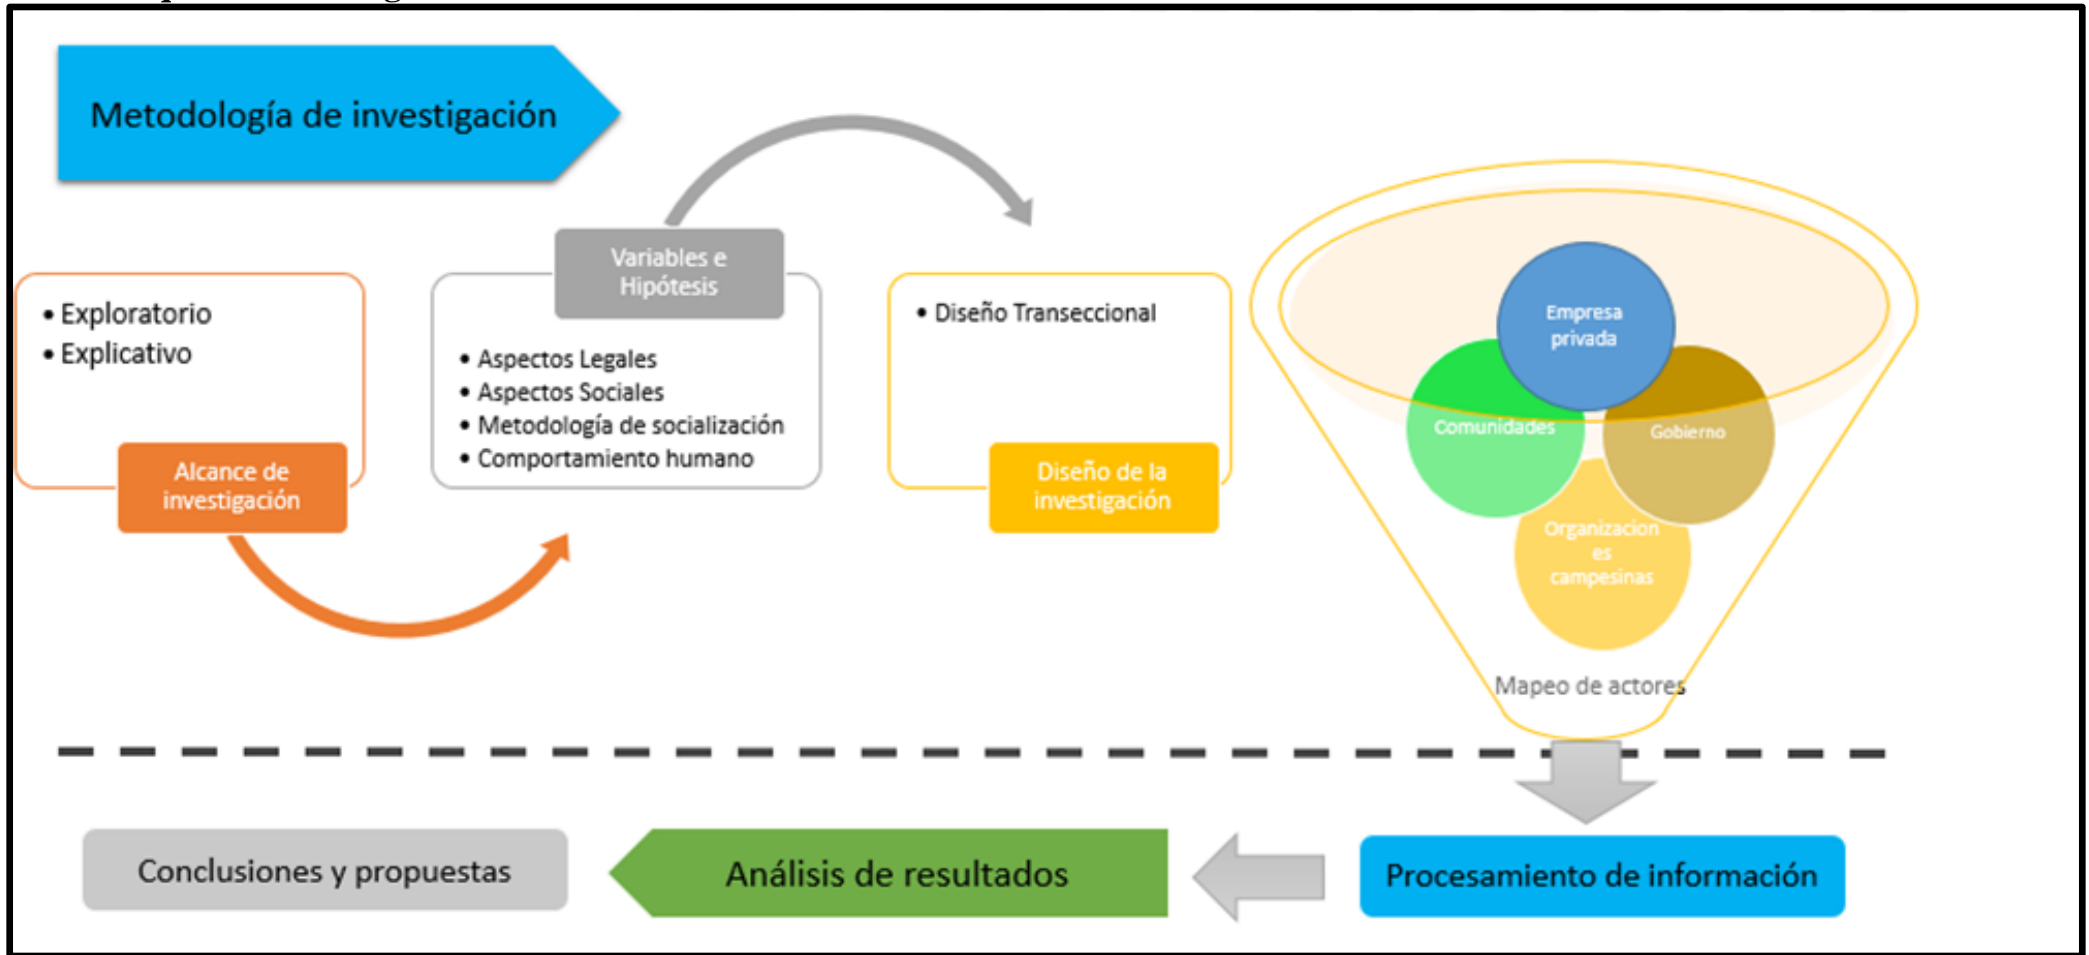 Metodología de investigación
• Exploratorio
• Explicativo
Alcance de
investigación
Variables e
Hipótesis
• Aspectos Legales
• Aspectos Sociales
• Metodología de socialización
• Comportamiento humano
• Diseño Transeccional
Diseño de la
investigación
Empresa
privada
Comunidades
Gobierno
Organizacion
es
campesinas
Mapeo de actores
Procesamiento de información
Análisis de resultados
Conclusiones y propuestas